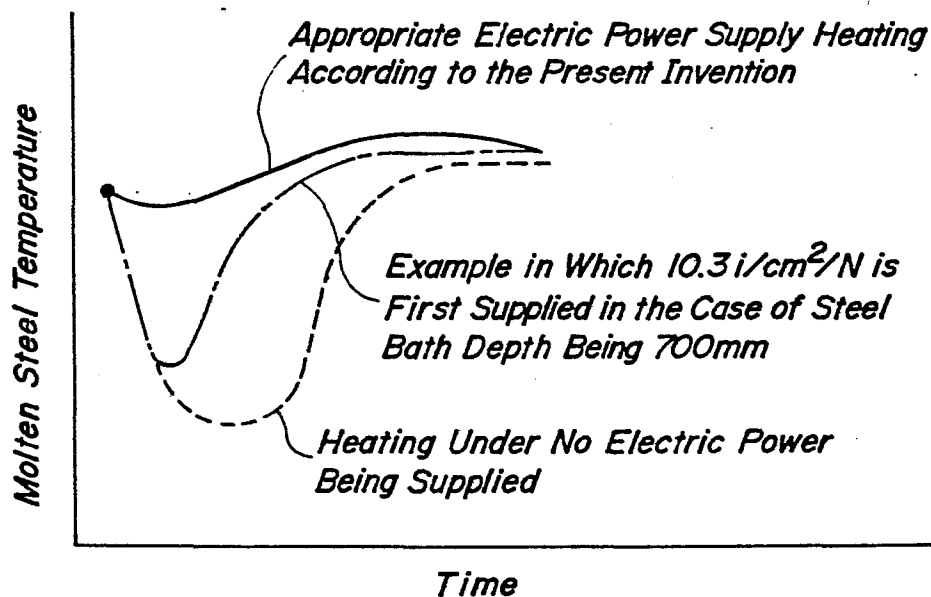 Appropriate Electric Power Supply Heating
According to the Present Invention
Molten Steel Temperature
Example in Which 10.3 i/cm²/N is
First Supplied in the Case of Steel
Bath Depth Being 700mm
Heating Under No Electric Power
Being Supplied
Time